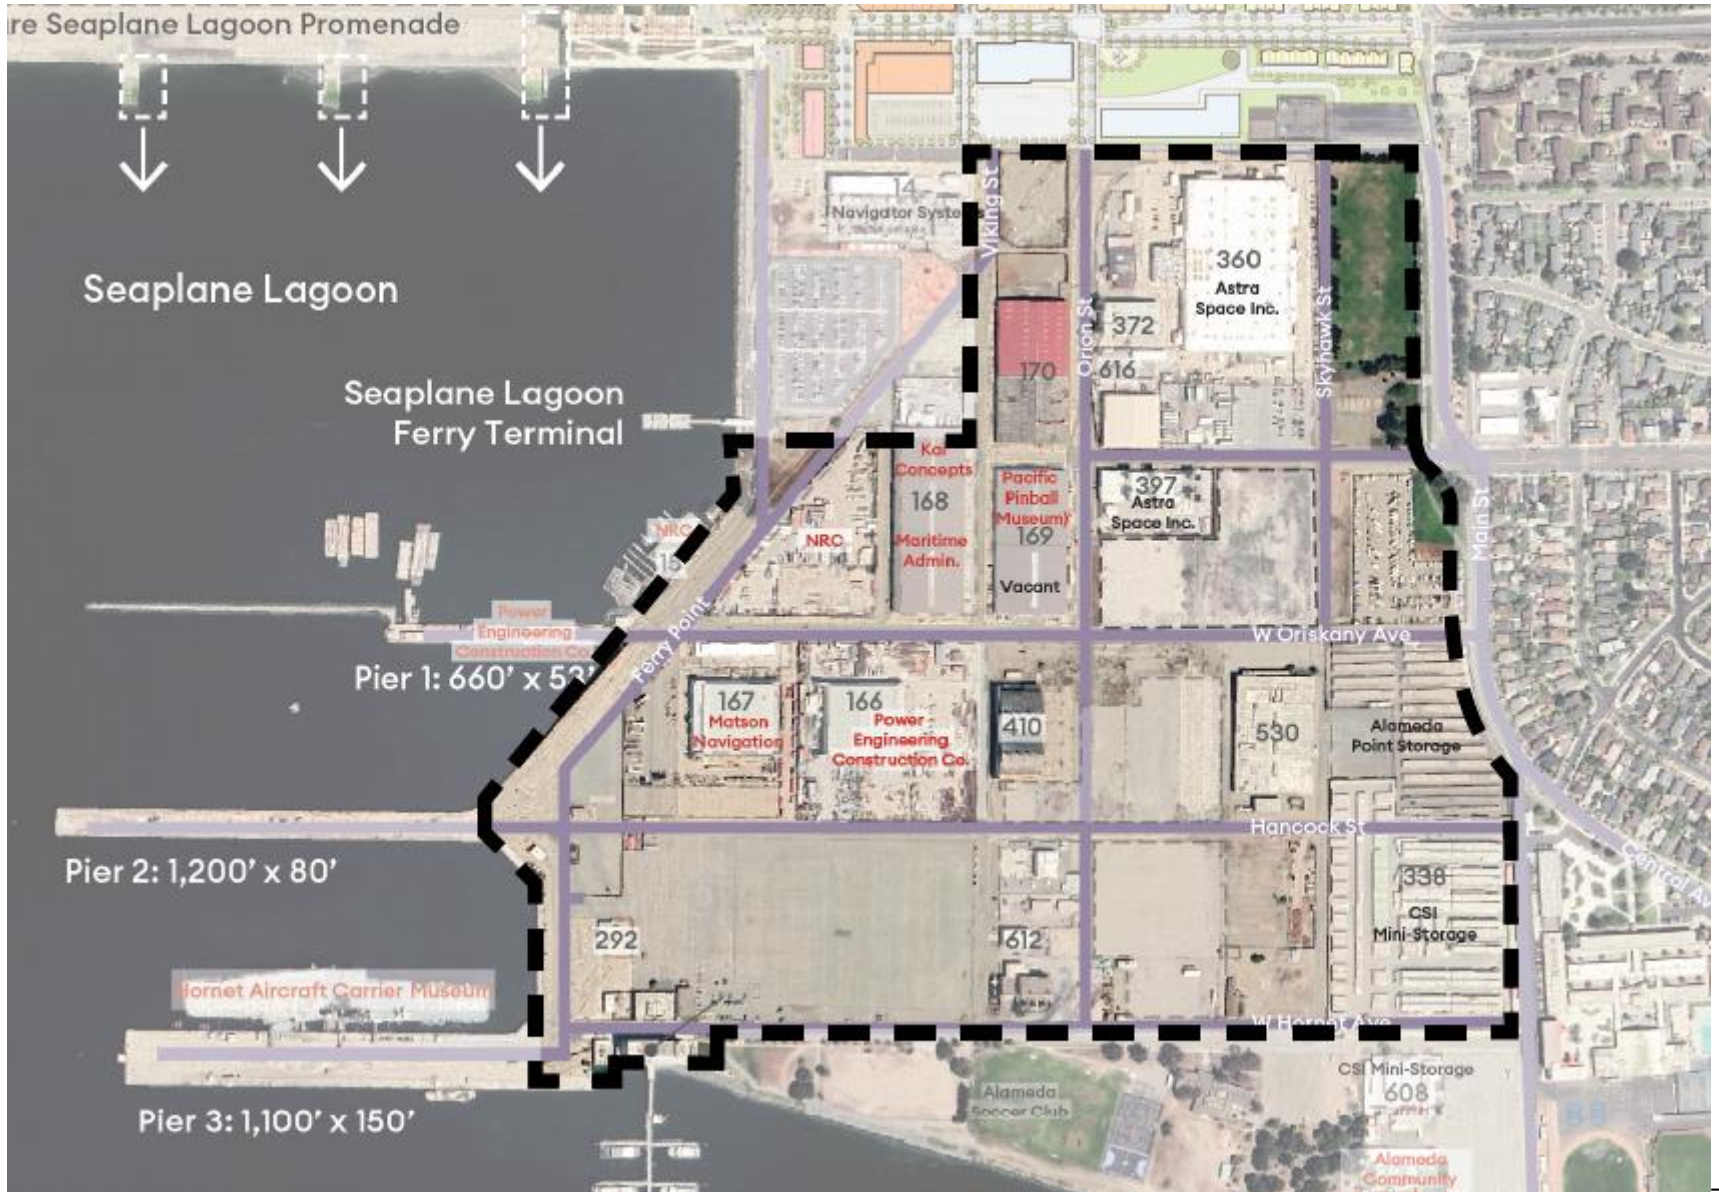 re Seaplane Lagoon Promenade
14
Navigator Systems
Viking St
Seaplane Lagoon
360
Astra
Space Inc.
Orion St
372
Skyhawk St
170
616
Seaplane Lagoon
Ferry Terminal
Kai
Concepts
168
Maritime
Admin.
Pacific
Pinball
Museum)
169
Vacant
397
Astra
Space Inc.
Main St
NRC
15
NRC
Power
Engineering
Construction Co.
Ferry Point
W Oriskany Ave
Pier 1: 660' x 53'
167
Matson
Navigation
166
Power
Engineering
Construction Co.
410
530
Alameda
Point Storage
Hancock St
Pier 2: 1,200' x 80'
Central Av
338
CSI
Mini-Storage
292
612
Hornet Aircraft Carrier Museum
W Hornet Ave
Pier 3: 1,100' x 150'
Alameda
Soccer Club
CSI Mini-Storage
608
Alameda
Community